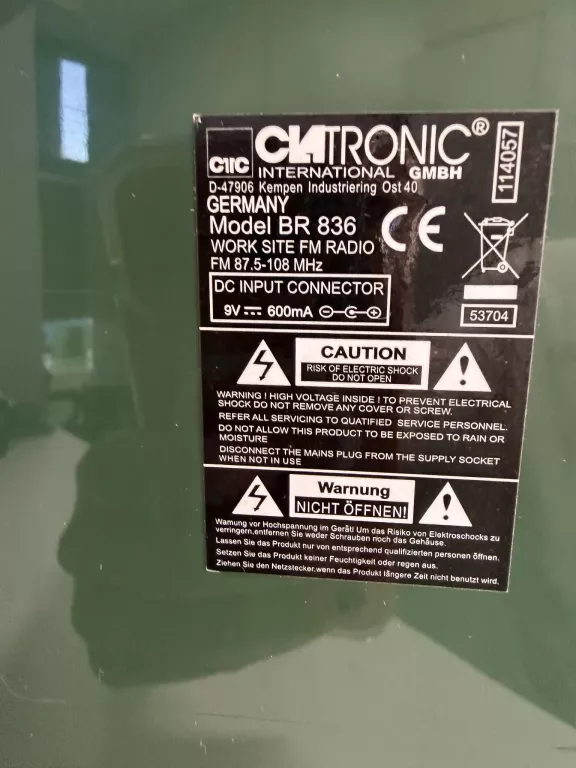 CTC CLATRONIC®
INTERNATIONAL GMBH
114057
D-47906 Kempen Industriering Ost 40
GERMANY
Model BR 836
CE
WORK SITE FM RADIO
FM 87.5-108 MHz
DC INPUT CONNECTOR
9V 600mA
53704
CAUTION
RISK OF ELECTRIC SHOCK
DO NOT OPEN
WARNING ! HIGH VOLTAGE INSIDE ! TO PREVENT ELECTRICAL
SHOCK DO NOT REMOVE ANY COVER OR SCREW.
REFER ALL SERVICING TO QUATIFIED SERVICE PERSONNEL.
DO NOT ALLOW THIS PRODUCT TO BE EXPOSED TO RAIN OR
MOISTURE
DISCONNECT THE MAINS PLUG FROM THE SUPPLY SOCKET
WHEN NOT IN USE
Warnung
NICHT ÖFFNEN!
Warnung vor Hochspannung im Gerät! Um das Risiko von Elektroschocks zu
verringern,entfernen Sie weder Schrauben noch das Gehäuse.
Lassen Sie das Produkt nur von entsprechend qualifizierten personen öffnen.
Setzen Sie das Produkt keiner Feuchtigkeit oder regen aus.
Ziehen Sie den Netzstecker,wenn das Produkt längere Zeit nicht benutzt wird.